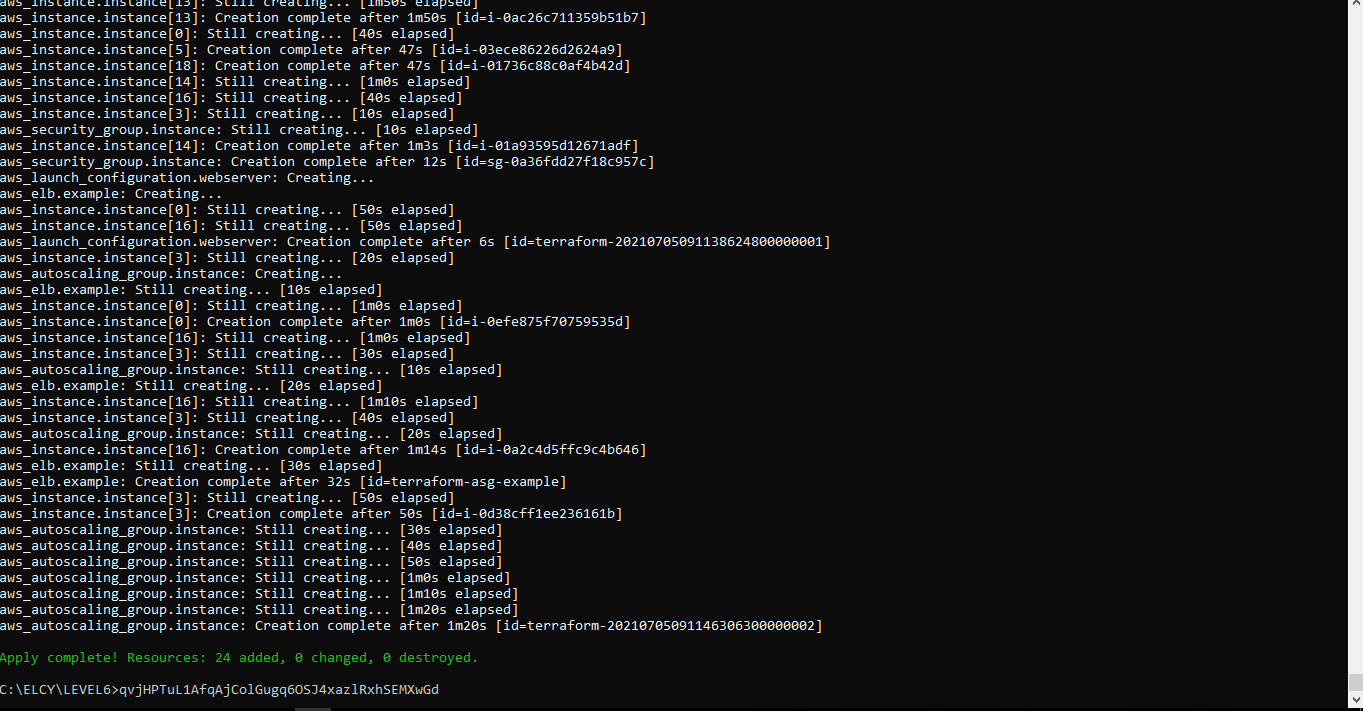 aws_instance.instance[13]: Still creating... [1m50s elapsed]
aws_instance.instance[13]: Creation complete after 1m50s [id=i-0ac26c711359b51b7]
aws_instance.instance[0]: Still creating... [40s elapsed]
aws_instance.instance[5]: Creation complete after 47s [id=i-03ece86226d2624a9]
aws_instance.instance[18]: Creation complete after 47s [id=i-01736c88c0af4b42d]
aws_instance.instance[14]: Still creating... [1m0s elapsed]
aws_instance.instance[16]: Still creating... [40s elapsed]
aws_instance.instance[3]: Still creating... [10s elapsed]
aws_security_group.instance: Still creating... [10s elapsed]
aws_instance.instance[14]: Creation complete after 1m3s [id=i-01a93595d12671adf]
aws_security_group.instance: Creation complete after 12s [id=sg-0a36fdd27f18c957c]
aws_launch_configuration.webserver: Creating...
aws_elb.example: Creating...
aws_instance.instance[0]: Still creating... [50s elapsed]
aws_instance.instance[16]: Still creating... [50s elapsed]
aws_launch_configuration.webserver: Creation complete after 6s [id=terraform-20210705091138624800000001]
aws_instance.instance[3]: Still creating... [20s elapsed]
aws_autoscaling_group.instance: Creating...
aws_elb.example: Still creating... [10s elapsed]
aws_instance.instance[0]: Still creating... [1m0s elapsed]
aws_instance.instance[0]: Creation complete after 1m0s [id=i-0efe875f70759535d]
aws_instance.instance[16]: Still creating... [1m0s elapsed]
aws_instance.instance[3]: Still creating... [30s elapsed]
aws_autoscaling_group.instance: Still creating... [10s elapsed]
aws_elb.example: Still creating... [20s elapsed]
aws_instance.instance[16]: Still creating... [1m10s elapsed]
aws_instance.instance[3]: Still creating... [40s elapsed]
aws_autoscaling_group.instance: Still creating... [20s elapsed]
aws_instance.instance[16]: Creation complete after 1m14s [id=i-0a2c4d5ffc9c4b646]
aws_elb.example: Still creating... [30s elapsed]
aws_elb.example: Creation complete after 32s [id=terraform-asg-example]
aws_instance.instance[3]: Still creating... [50s elapsed]
aws_instance.instance[3]: Creation complete after 50s [id=i-0d38cff1ee236161b]
aws_autoscaling_group.instance: Still creating... [30s elapsed]
aws_autoscaling_group.instance: Still creating... [40s elapsed]
aws_autoscaling_group.instance: Still creating... [50s elapsed]
aws_autoscaling_group.instance: Still creating... [1m0s elapsed]
aws_autoscaling_group.instance: Still creating... [1m10s elapsed]
aws_autoscaling_group.instance: Still creating... [1m20s elapsed]
aws_autoscaling_group.instance: Creation complete after 1m20s [id=terraform-20210705091146306300000002]
Apply complete! Resources: 24 added, 0 changed, 0 destroyed.
C:\ELCY\LEVEL6>qvjHPTuL1AfqAjColGugq6OSJ4xazlRxhSEMXwGd